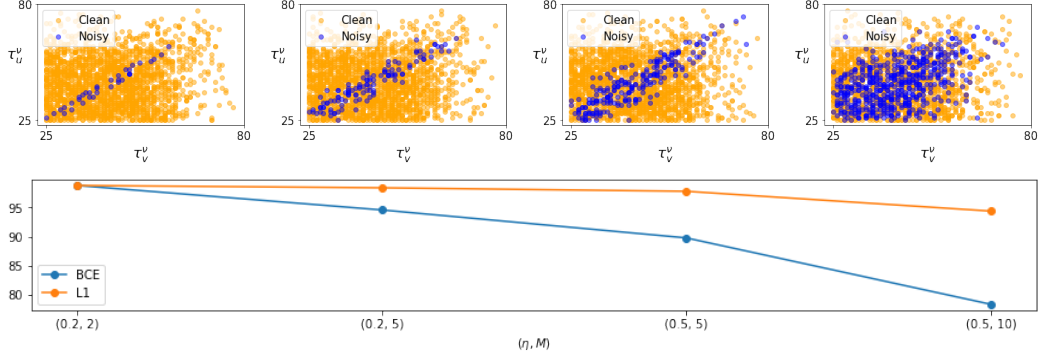 80
Clean
Noisy
τ_u^ν
25
25
80
τ_v^ν
80
Clean
Noisy
τ_u^ν
25
25
80
τ_v^ν
80
Clean
Noisy
τ_u^ν
25
25
80
τ_v^ν
80
Clean
Noisy
τ_u^ν
25
25
80
τ_v^ν
95
90
85
80
BCE
L1
(0.2, 2)
(0.2, 5)
(0.5, 5)
(0.5, 10)
(η, M)